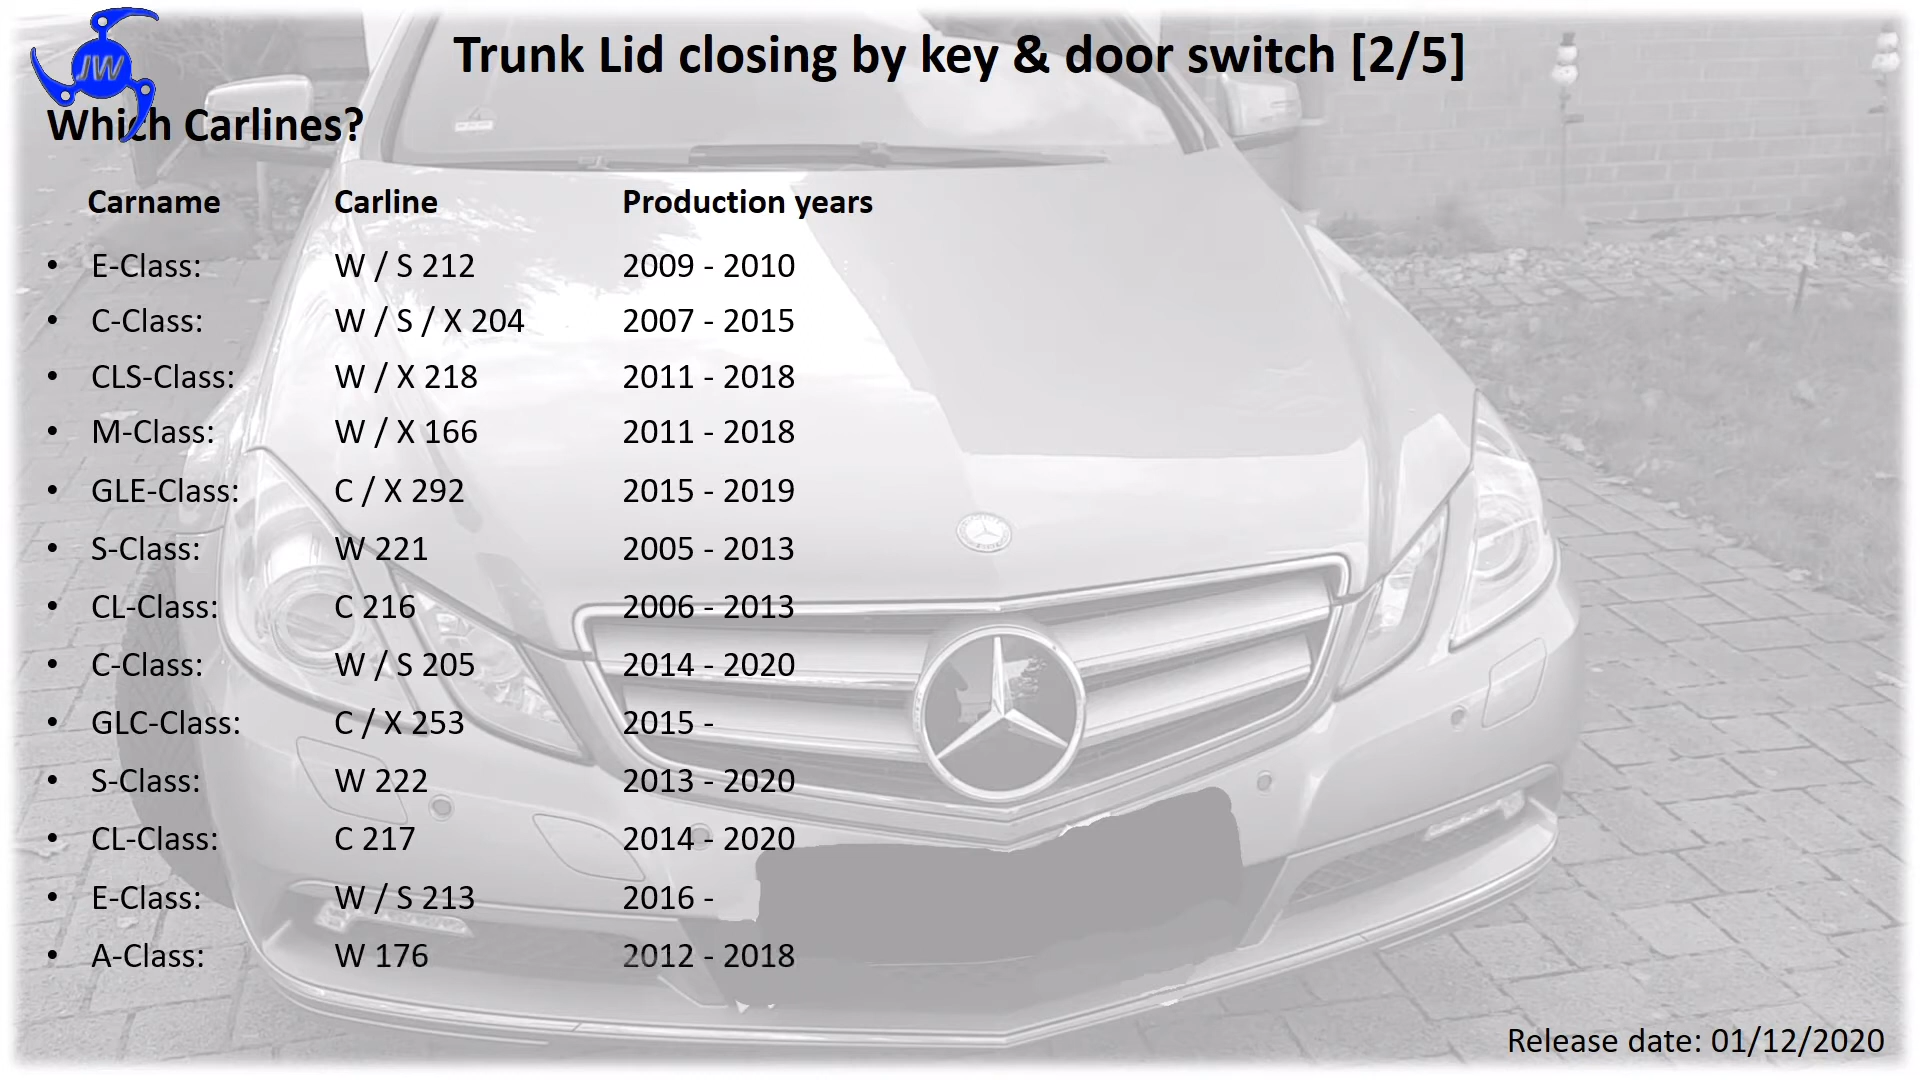 JW
Trunk Lid closing by key & door switch [2/5]
Which Carlines?
Carname Carline Production years
• E-Class: W / S 212 2009 - 2010
• C-Class: W / S / X 204 2007 - 2015
• CLS-Class: W / X 218 2011 - 2018
• M-Class: W / X 166 2011 - 2018
• GLE-Class: C / X 292 2015 - 2019
• S-Class: W 221 2005 - 2013
• CL-Class: C 216 2006 - 2013
• C-Class: W / S 205 2014 - 2020
• GLC-Class: C / X 253 2015 -
• S-Class: W 222 2013 - 2020
• CL-Class: C 217 2014 - 2020
• E-Class: W / S 213 2016 -
• A-Class: W 176 2012 - 2018
Release date: 01/12/2020